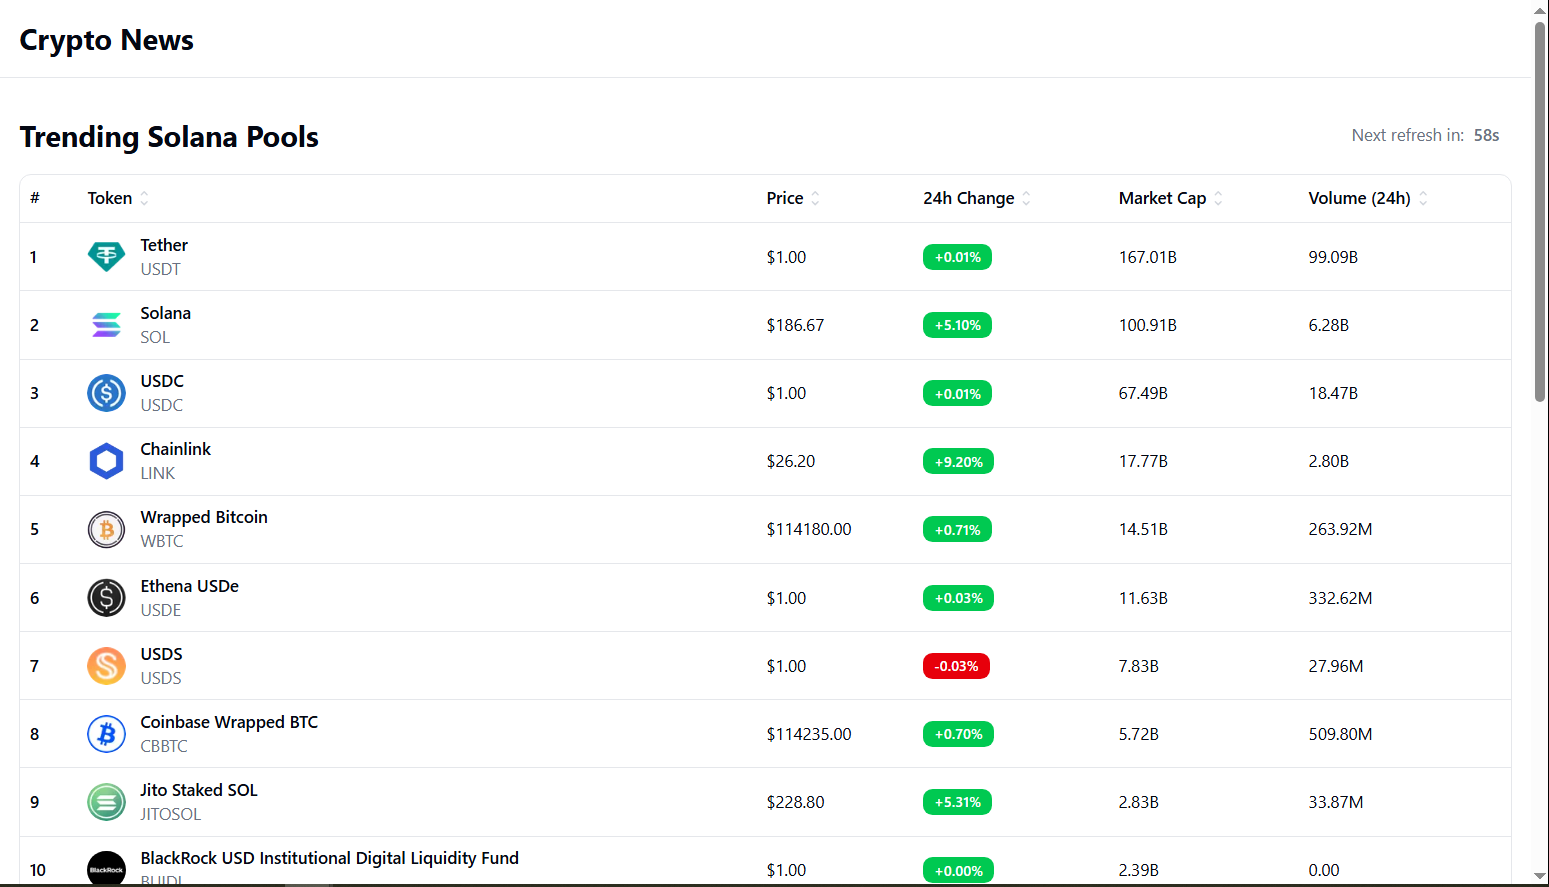 Crypto News
Trending Solana Pools
Next refresh in: 58s
# Token Price 24h Change Market Cap Volume (24h)
1 Tether $1.00 +0.01% 167.01B 99.09B
USDT
2 Solana $186.67 +5.10% 100.91B 6.28B
SOL
3 USDC $1.00 +0.01% 67.49B 18.47B
USDC
4 Chainlink $26.20 +9.20% 17.77B 2.80B
LINK
5 Wrapped Bitcoin $114180.00 +0.71% 14.51B 263.92M
WBTC
6 Ethena USDe $1.00 +0.03% 11.63B 332.62M
USDE
7 USDS $1.00 -0.03% 7.83B 27.96M
USDS
8 Coinbase Wrapped BTC $114235.00 +0.70% 5.72B 509.80M
CBBTC
9 Jito Staked SOL $228.80 +5.31% 2.83B 33.87M
JITOSOL
10 BlackRock BlackRock USD Institutional Digital Liquidity Fund $1.00 +0.00% 2.39B 0.00
BUIDL